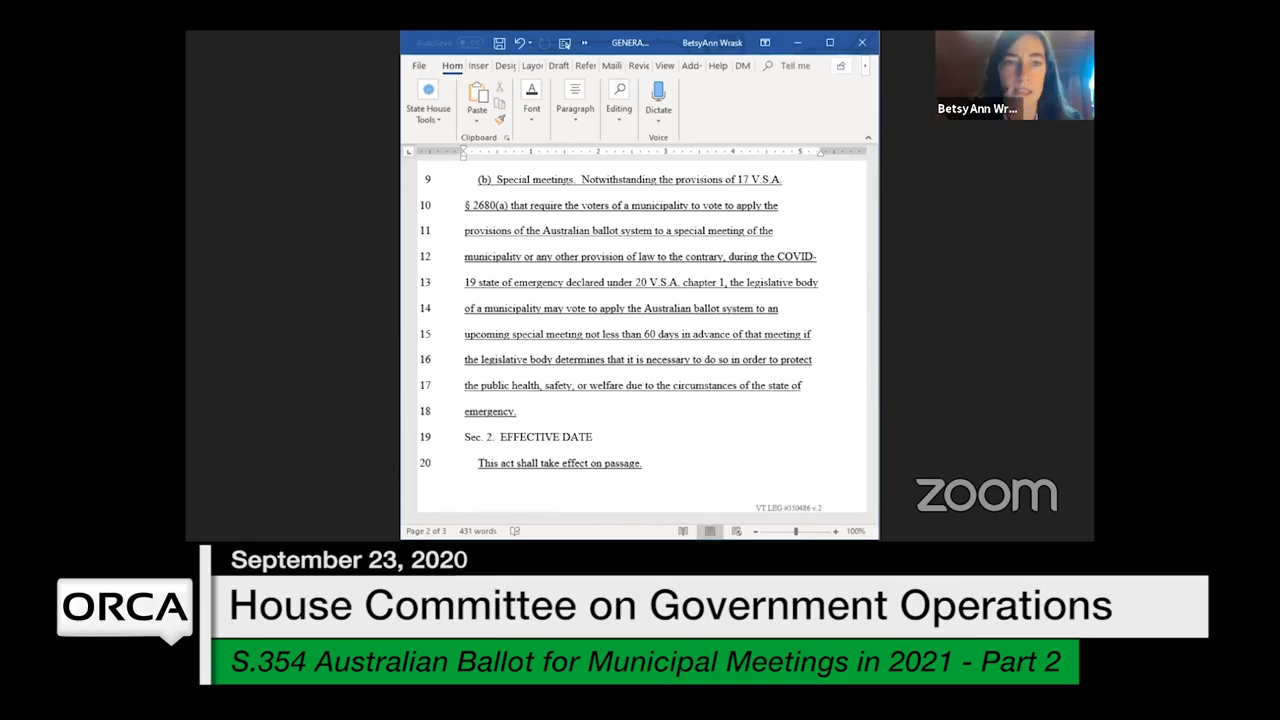 AutoSave
GENERA...
BetsyAnn Wrask
File Hom Inser Desig Layou Draft Refer Maili Revie View Add- Help DM Tell me
State House Tools
Paste
Font
Paragraph
Editing
Dictate
Clipboard
Voice
1 2 3 4 5
9 (b) Special meetings. Notwithstanding the provisions of 17 V.S.A.
10 § 2680(a) that require the voters of a municipality to vote to apply the
11 provisions of the Australian ballot system to a special meeting of the
12 municipality or any other provision of law to the contrary, during the COVID-
13 19 state of emergency declared under 20 V.S.A. chapter 1, the legislative body
14 of a municipality may vote to apply the Australian ballot system to an
15 upcoming special meeting not less than 60 days in advance of that meeting if
16 the legislative body determines that it is necessary to do so in order to protect
17 the public health, safety, or welfare due to the circumstances of the state of
18 emergency.
19 Sec. 2. EFFECTIVE DATE
20 This act shall take effect on passage.
VT LEG #350486 v.2
Page 2 of 3 431 words 100%
Betsy Ann Wr...
zoom
September 23, 2020
ORCA
House Committee on Government Operations
S.354 Australian Ballot for Municipal Meetings in 2021 - Part 2